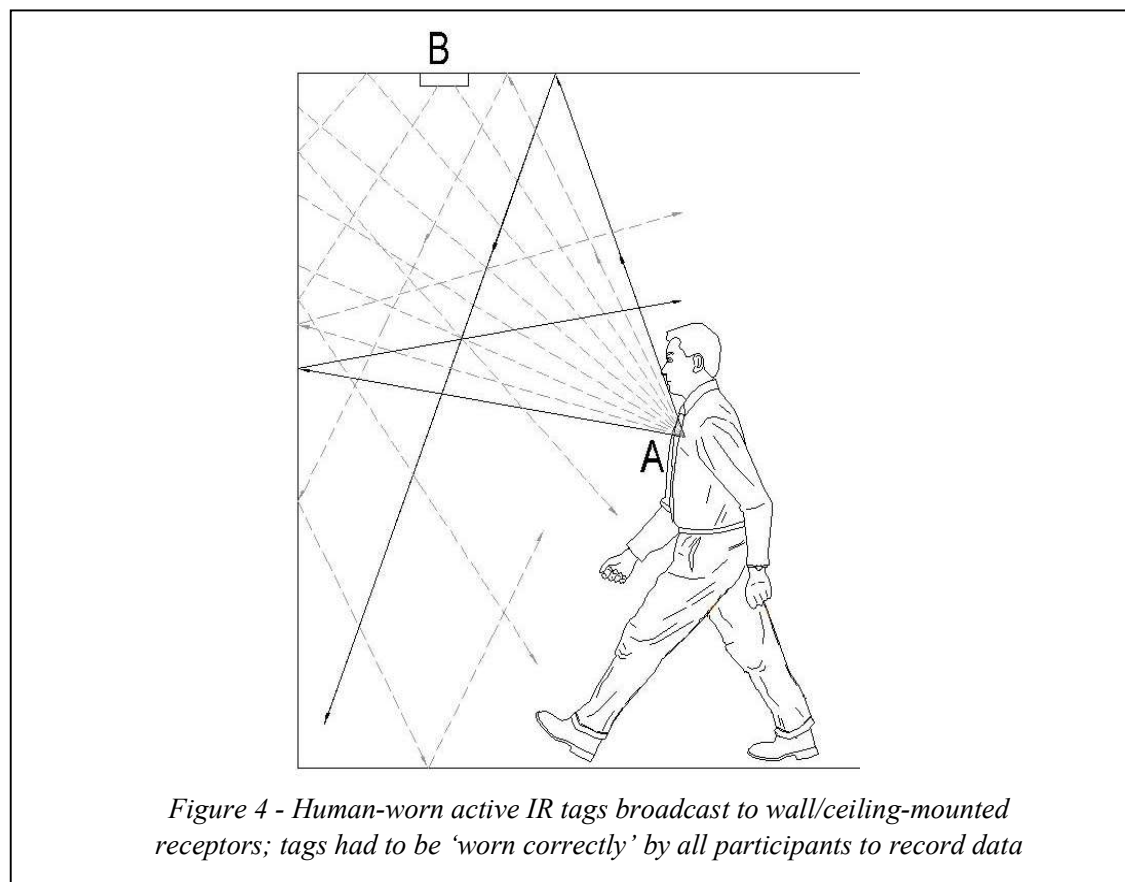 B
A
Figure 4 - Human-worn active IR tags broadcast to wall/ceiling-mounted
receptors; tags had to be ‘worn correctly’ by all participants to record data